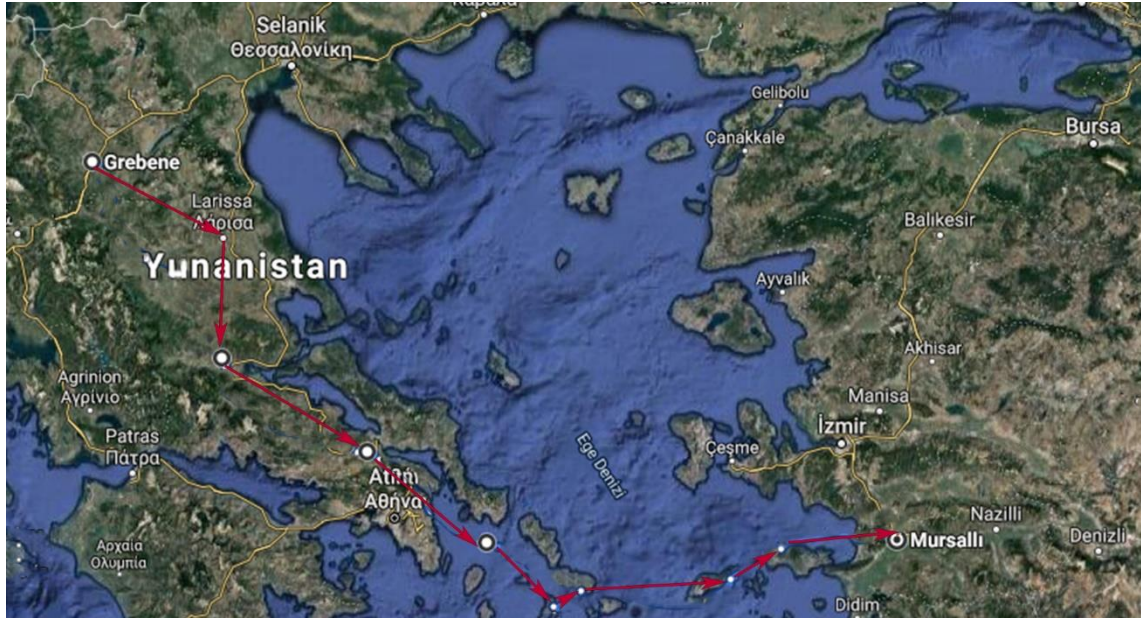 Selanik
Θεσσαλονίκη
Gelibolu
Çanakkale
Bursa
Grebene
Larissa
Λάρισα
Balıkesir
Yunanistan
Ayvalık
Akhisar
Agrinion
Αγρίνιο
Manisa
İzmir
Patras
Πάτρα
Çeşme
Ege Denizi
Αθήνα
Nazilli
Denizli
Mursallı
Αρχαία
Ολυμπία
Didim